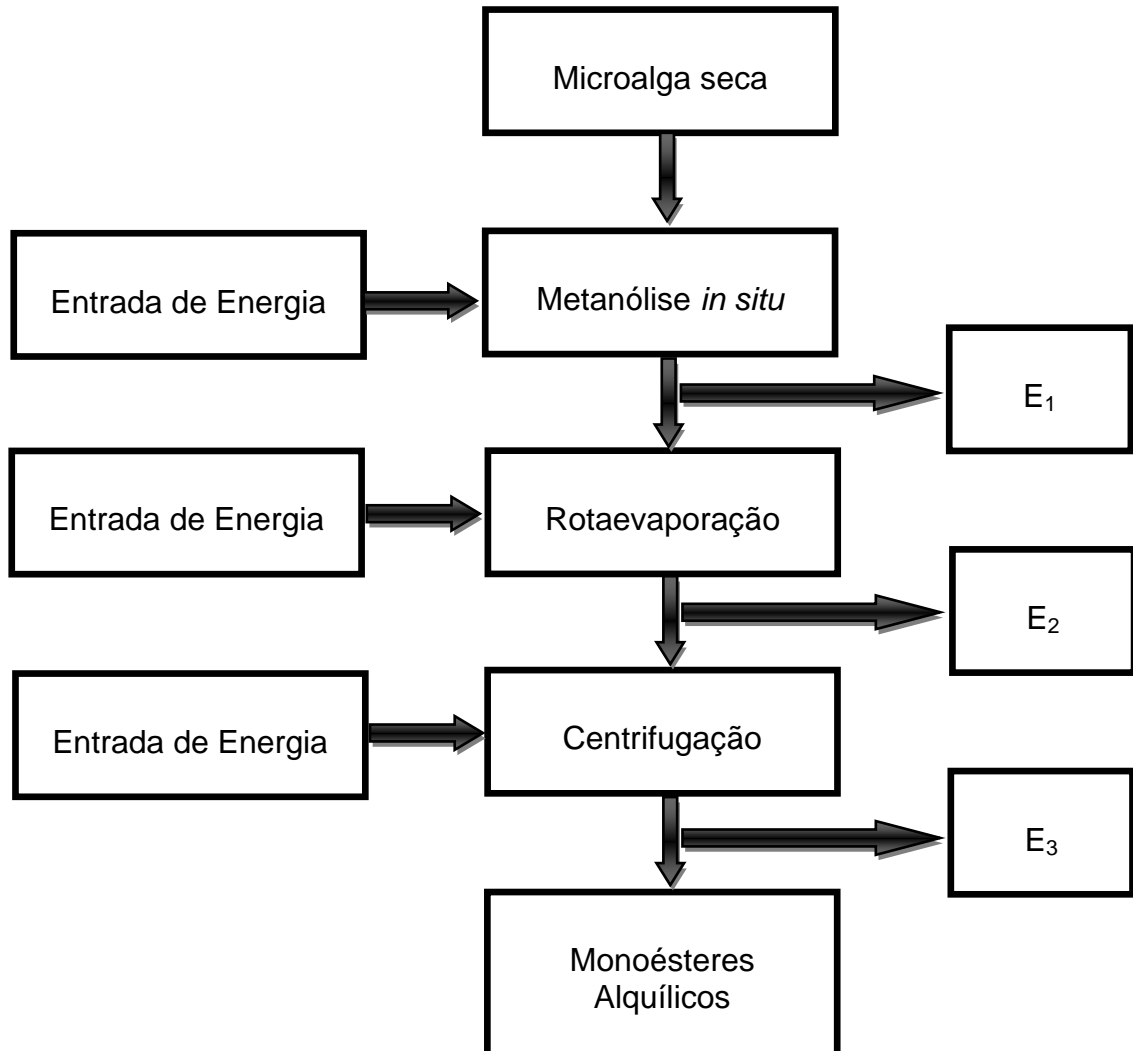 Microalga seca
Entrada de Energia
Metanólise in situ
E₁
Entrada de Energia
Rotaevaporação
E₂
Entrada de Energia
Centrifugação
E₃
Monoésteres
Alquílicos